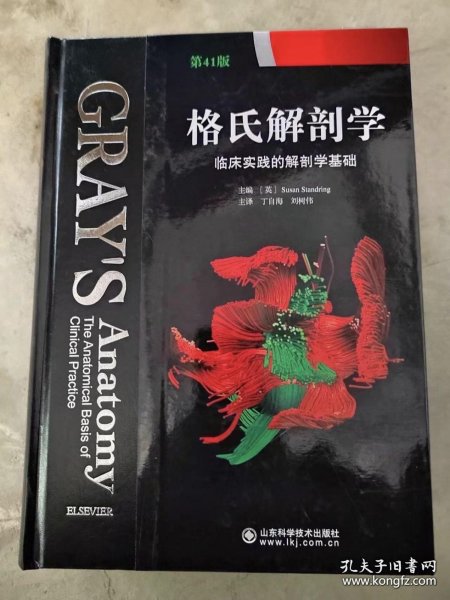 第41版
格氏解剖学
临床实践的解剖学基础
主编 [英] Susan Standring
主译 丁自海 刘树伟
GRAY'S Anatomy
The Anatomical Basis of
Clinical Practice
ELSEVIER
山东科学技术出版社
www.lkj.com.cn
孔夫子旧书网
www.kongfz.com